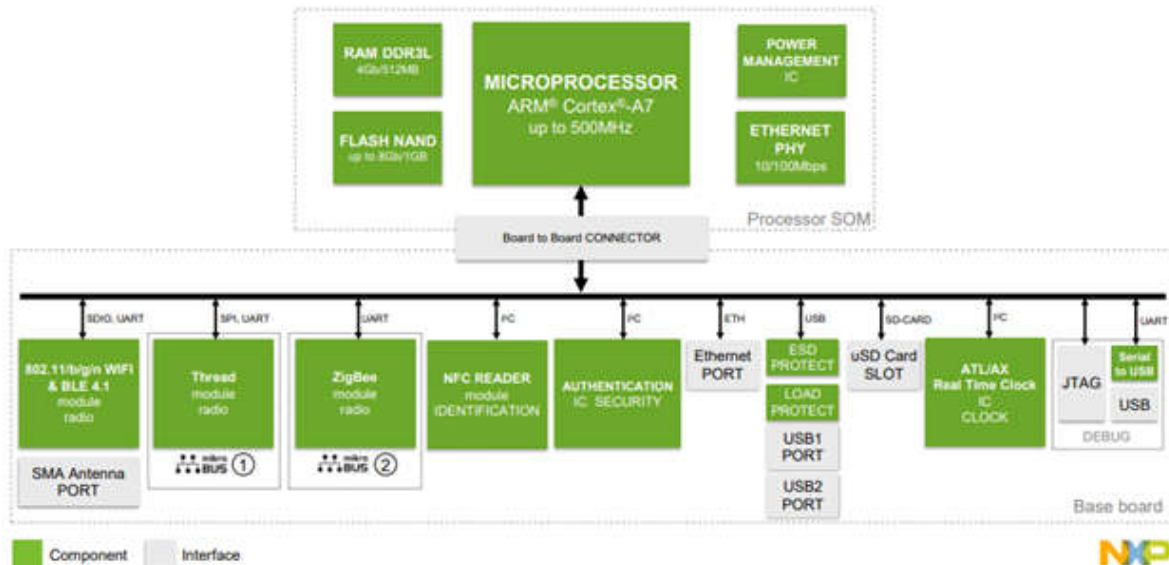 RAM DDR3L
4Gb/512MB
FLASH NAND
up to 8Gb/1GB
MICROPROCESSOR
ARM® Cortex®-A7
up to 500MHz
POWER
MANAGEMENT
IC
ETHERNET
PHY
10/100Mbps
Processor SOM
Board to Board CONNECTOR
SDIO, UART
SPI, UART
UART
I²C
I²C
ETH
USB
SD-CARD
I²C
UART
802.11/b/g/n WIFI
& BLE 4.1
module
radio
SMA Antenna
PORT
Thread
module
radio
mikro
BUS 1
ZigBee
module
radio
mikro
BUS 2
NFC READER
module
IDENTIFICATION
AUTHENTICATION
IC SECURITY
Ethernet
PORT
ESD
PROTECT
LOAD
PROTECT
USB1
PORT
USB2
PORT
uSD Card
SLOT
ATL/AX
Real Time Clock
IC
CLOCK
JTAG
Serial
to USB
USB
DEBUG
Base board
Component
Interface
NXP